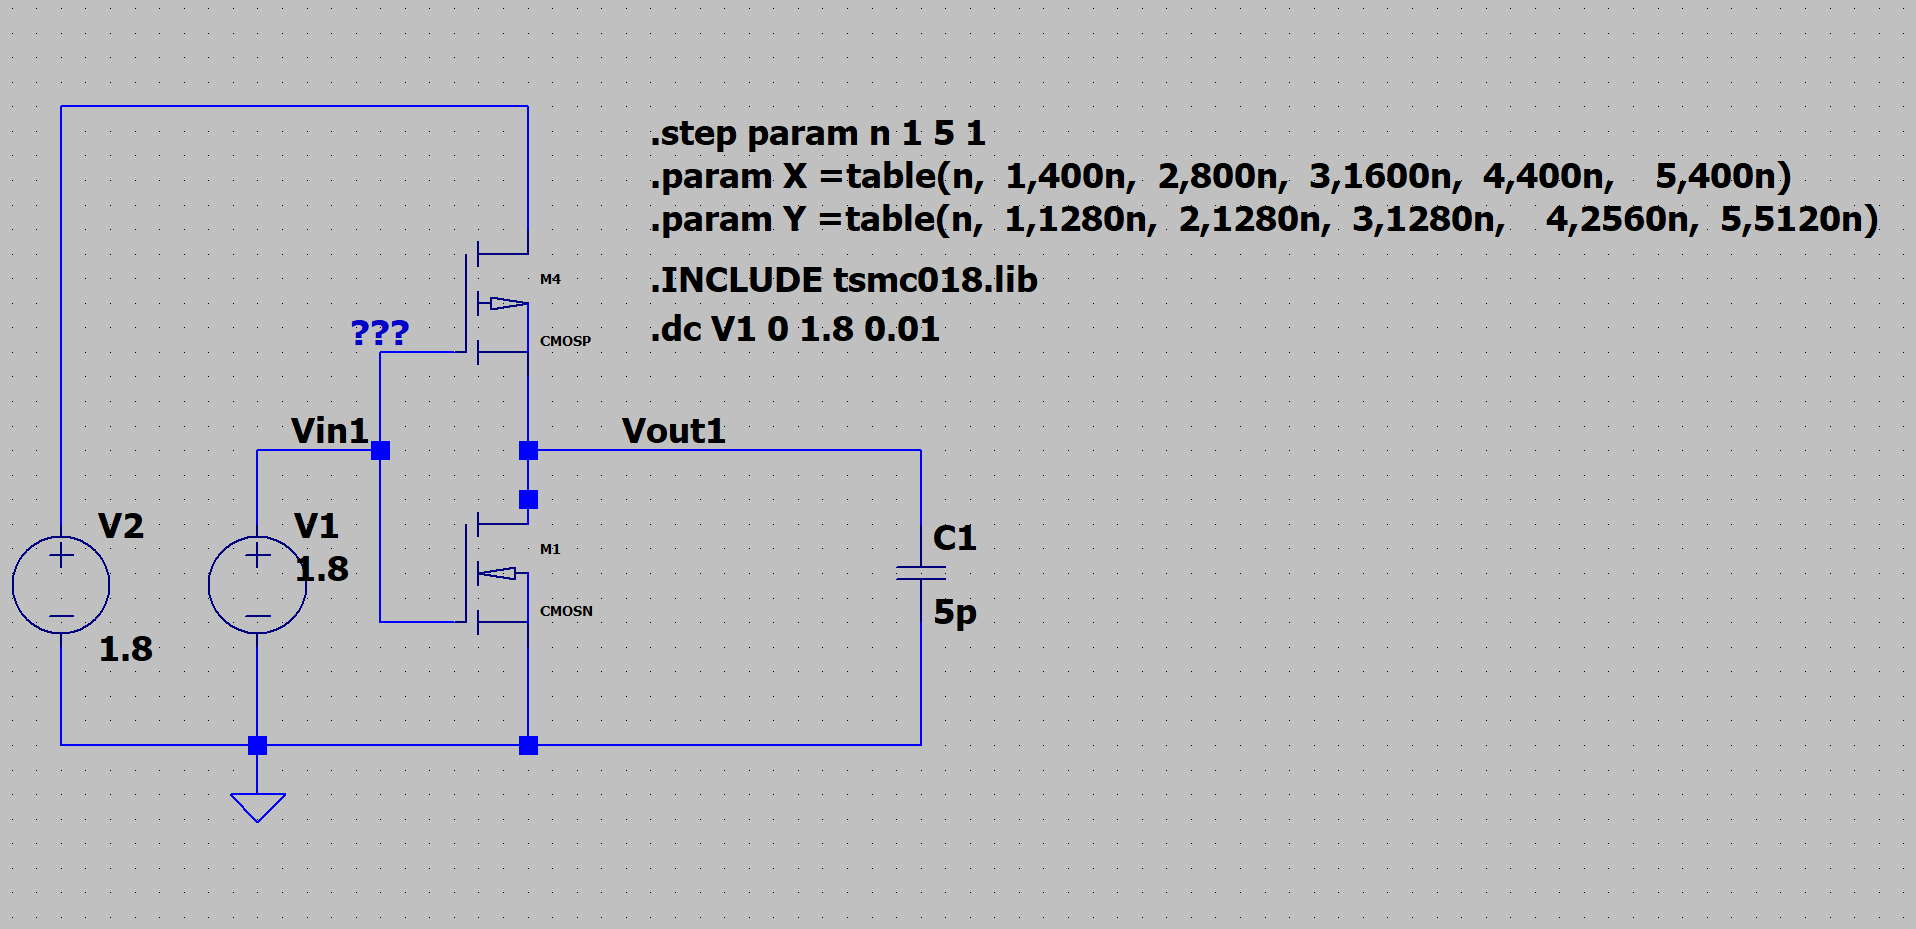 .step param n 1 5 1
.param X =table(n,  1,400n,  2,800n,  3,1600n,  4,400n,    5,400n)
.param Y =table(n,  1,1280n,  2,1280n,  3,1280n,    4,2560n,  5,5120n)
.INCLUDE tsmc018.lib
.dc V1 0 1.8 0.01
M4
???
CMOSP
Vin1
Vout1
V2
V1
C1
M1
1.8
CMOSN
5p
1.8